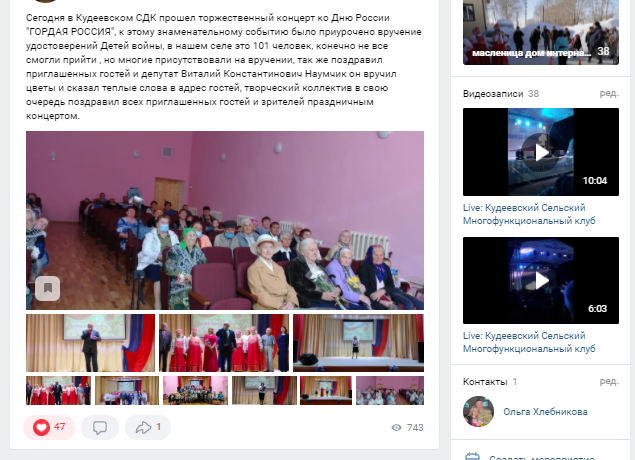 Сегодня в Кудеевском СДК прошел торжественный концерт ко Дню России
"ГОРДАЯ РОССИЯ", к этому знаменательному событию было приурочено вручение
удостоверений Детей войны, в нашем селе это 101 человек, конечно не все
смогли прийти , но многие присутствовали на вручении, так же поздравил
приглашенных гостей и депутат Виталий Константинович Наумчик он вручил
цветы и сказал теплые слова в адрес гостей, творческий коллектив в свою
очередь поздравил всех приглашенных гостей и зрителей праздничным
концертом.
47
1
743
масленица дом интерна... 38
Видеозаписи 38 ред.
10:04
Live: Кудеевский Сельский
Многофункциональный клуб
6:03
Live: Кудеевский Сельский
Многофункциональный клуб
Контакты 1 ред.
Ольга Хлебникова
Создать мероприятие